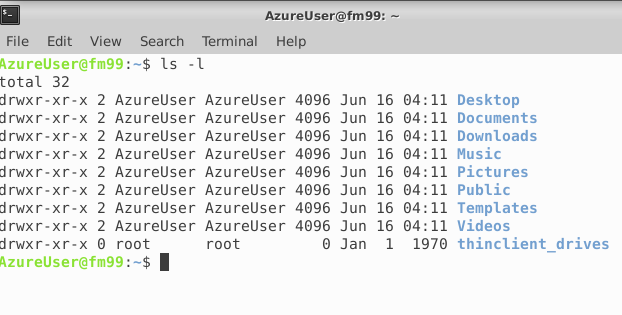 AzureUser@fm99: ~
File Edit View Search Terminal Help
AzureUser@fm99:~$ ls -l
total 32
drwxr-xr-x 2 AzureUser AzureUser 4096 Jun 16 04:11 Desktop
drwxr-xr-x 2 AzureUser AzureUser 4096 Jun 16 04:11 Documents
drwxr-xr-x 2 AzureUser AzureUser 4096 Jun 16 04:11 Downloads
drwxr-xr-x 2 AzureUser AzureUser 4096 Jun 16 04:11 Music
drwxr-xr-x 2 AzureUser AzureUser 4096 Jun 16 04:11 Pictures
drwxr-xr-x 2 AzureUser AzureUser 4096 Jun 16 04:11 Public
drwxr-xr-x 2 AzureUser AzureUser 4096 Jun 16 04:11 Templates
drwxr-xr-x 2 AzureUser AzureUser 4096 Jun 16 04:11 Videos
drwxr-xr-x 0 root      root         0 Jan  1  1970 thinclient_drives
AzureUser@fm99:~$